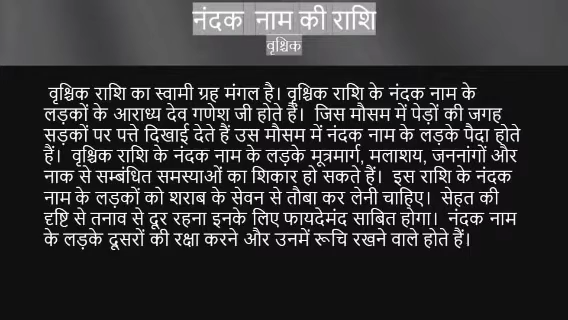 नंदक नाम की राशि
वृश्चिक
वृश्चिक राशि का स्वामी ग्रह मंगल है। वृश्चिक राशि के नंदक नाम के
लड़कों के आराध्य देव गणेश जी होते हैं। जिस मौसम में पेड़ों की जगह
सड़कों पर पत्ते दिखाई देते हैं उस मौसम में नंदक नाम के लड़के पैदा होते
हैं। वृश्चिक राशि के नंदक नाम के लड़के मूत्रमार्ग, मलाशय, जननांगों और
नाक से सम्बंधित समस्याओं का शिकार हो सकते हैं। इस राशि के नंदक
नाम के लड़कों को शराब के सेवन से तौबा कर लेनी चाहिए। सेहत की
दृष्टि से तनाव से दूर रहना इनके लिए फायदेमंद साबित होगा। नंदक नाम
के लड़के दूसरों की रक्षा करने और उनमें रूचि रखने वाले होते हैं।